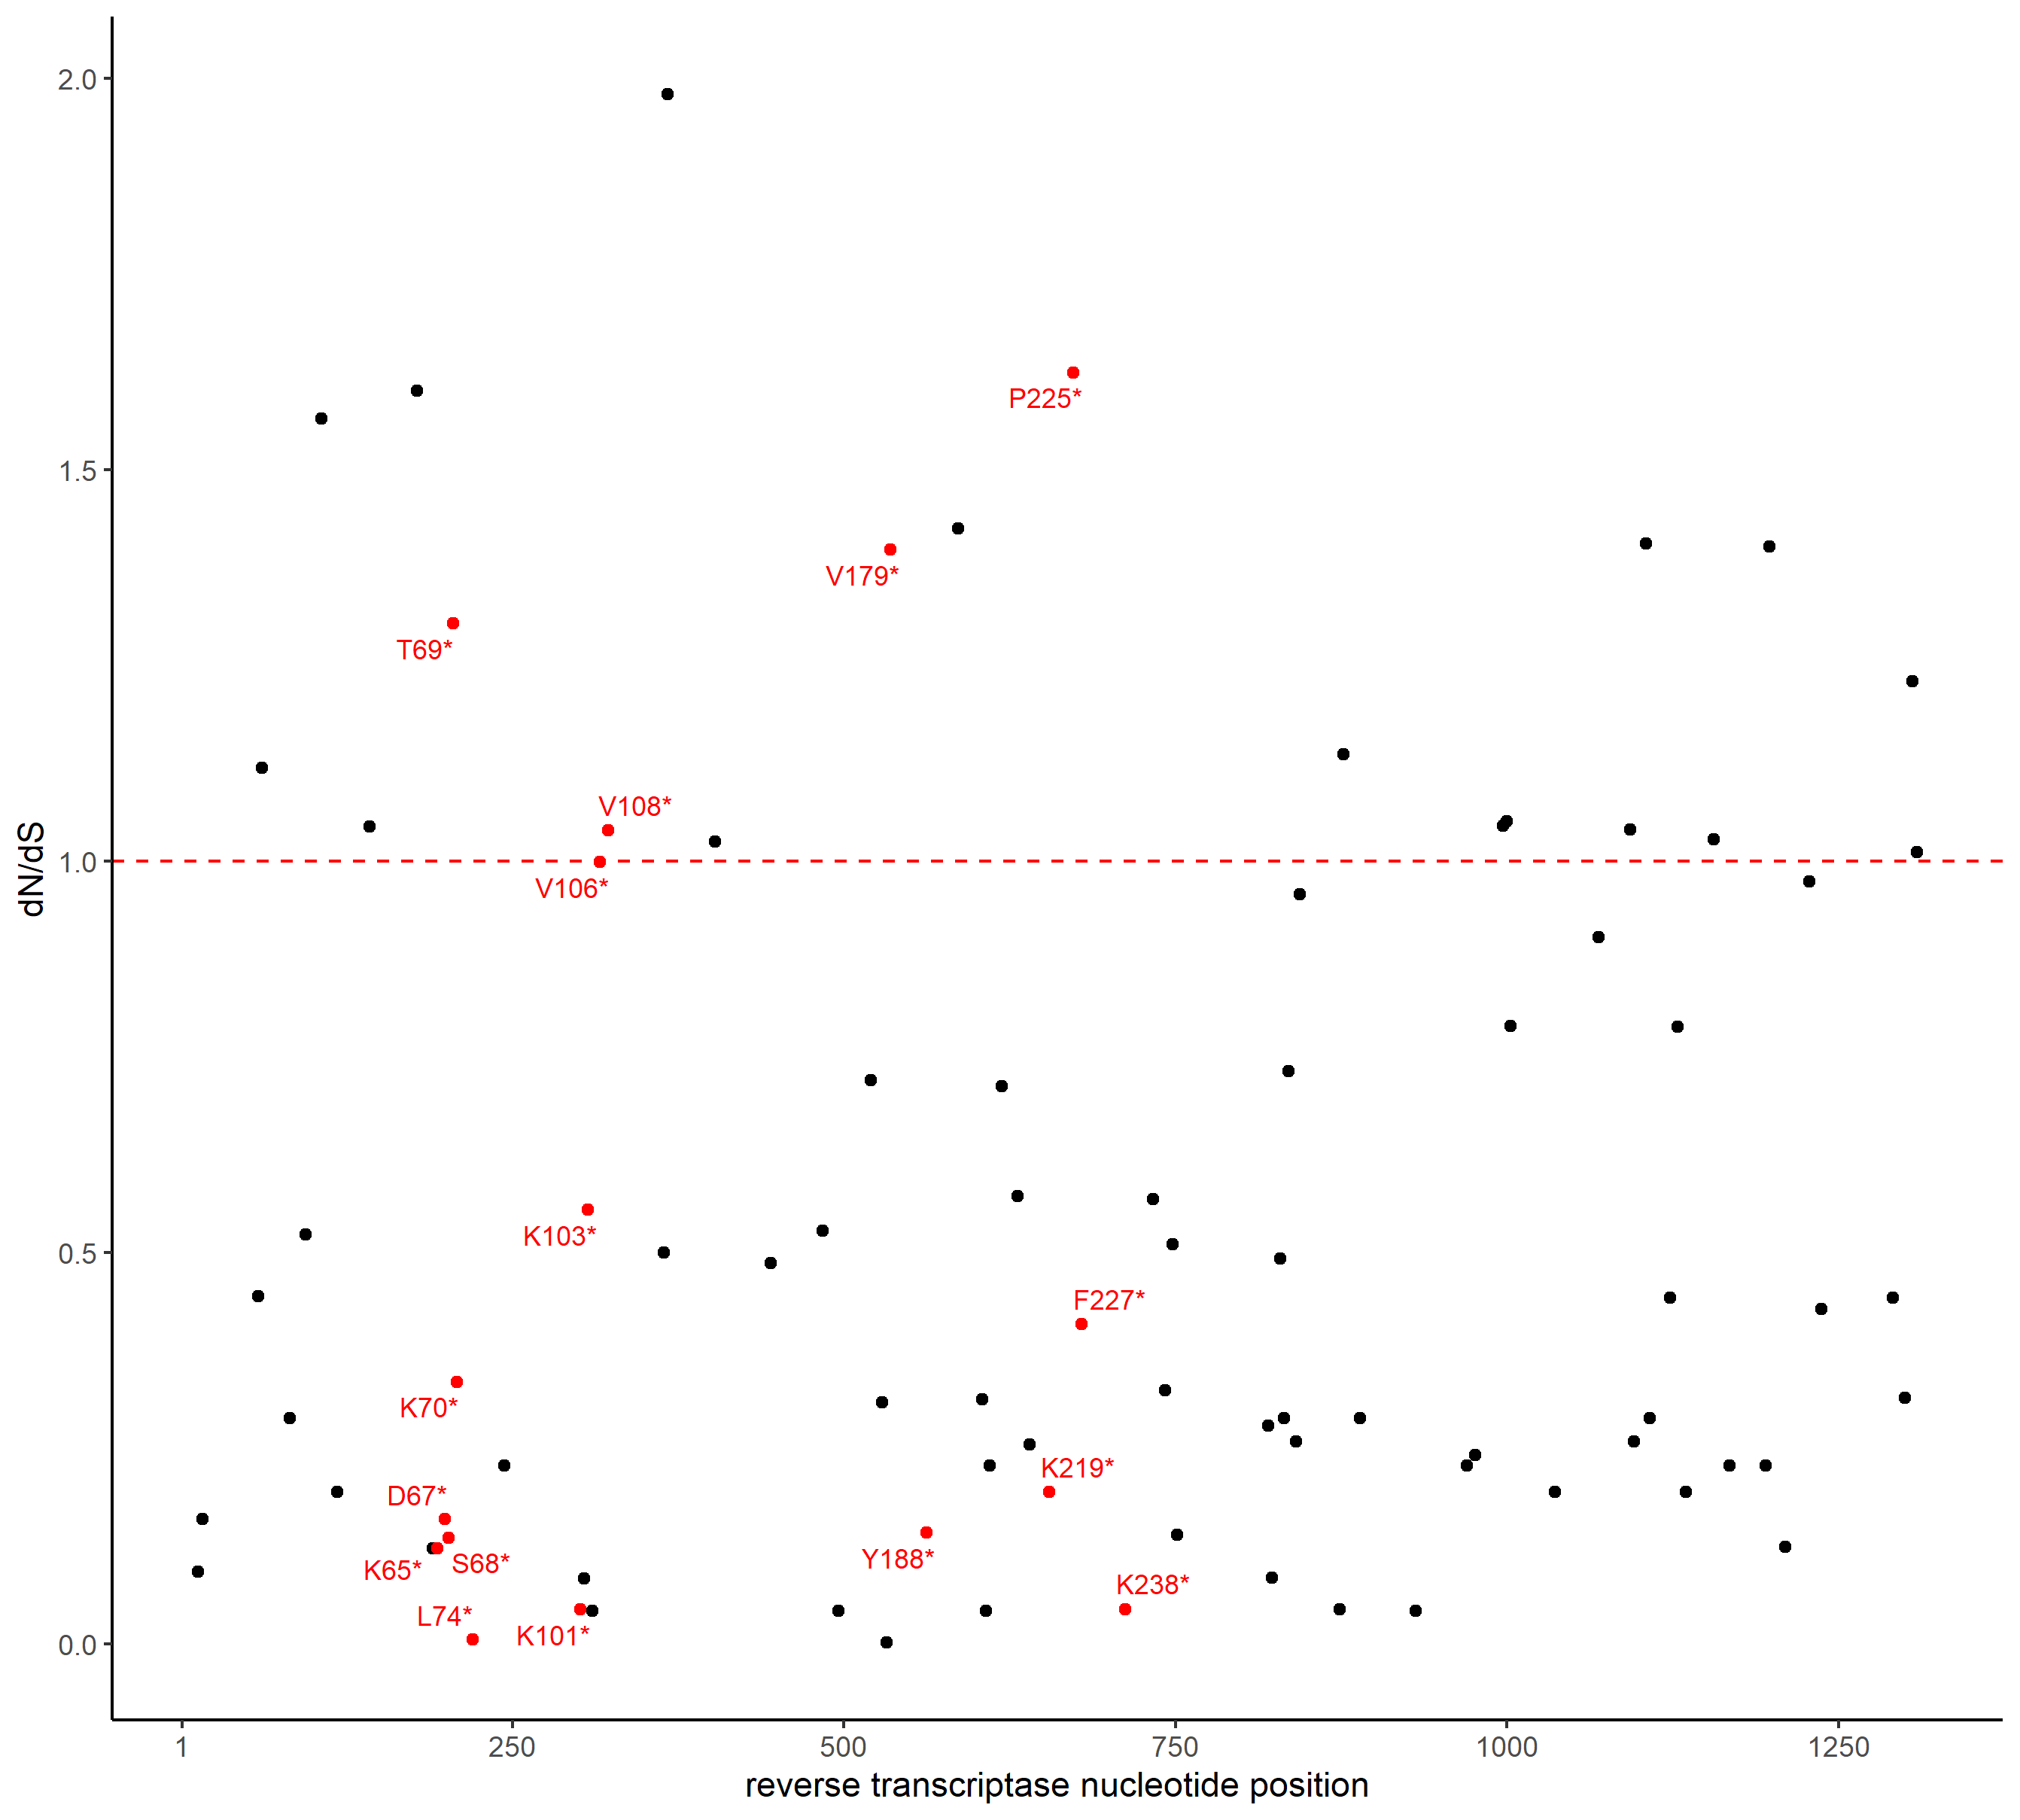 2.0
P225*
1.5
V179*
T69*
V108*
1.0
V106*
dN/dS
K103*
0.5
F227*
K70*
K219*
D67*
Y188*
S68*
K65*
K238*
L74*
K101*
0.0
1 250 500 750 1000 1250
reverse transcriptase nucleotide position